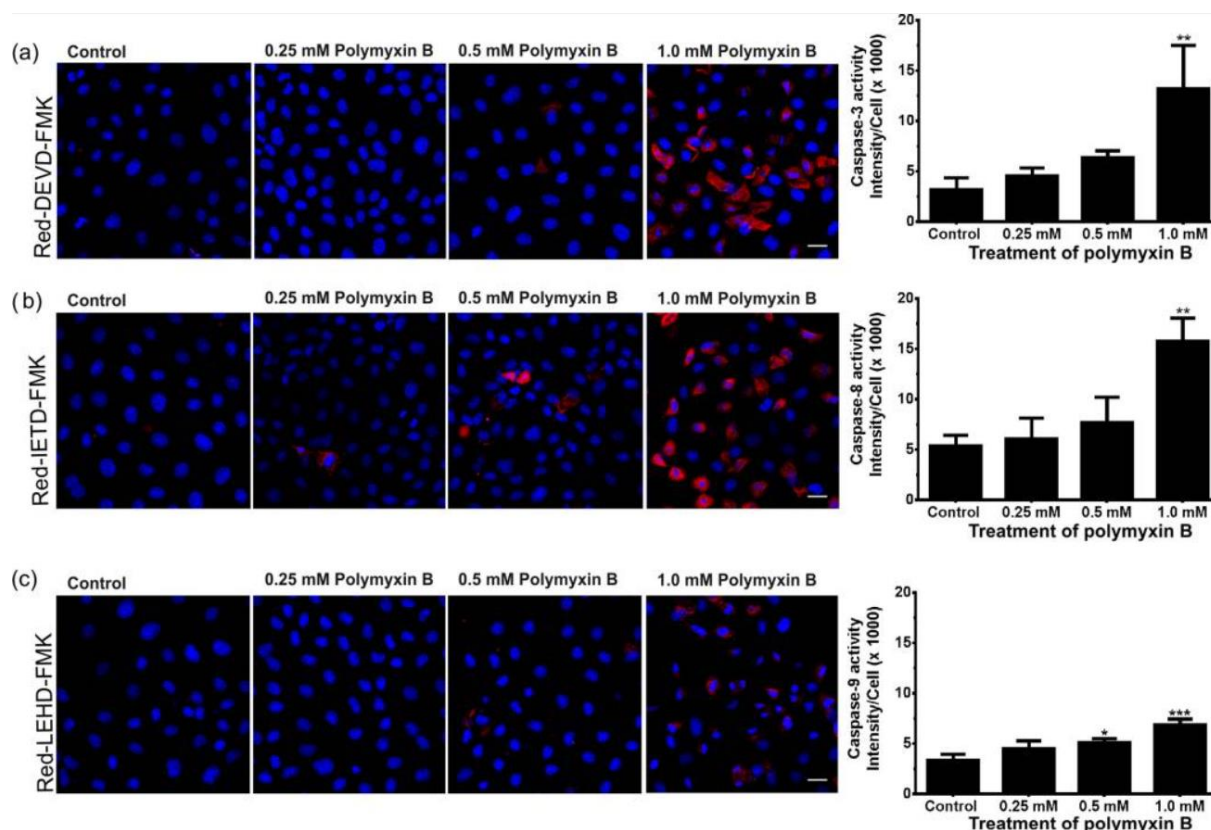 (a)
Control
0.25 mM Polymyxin B
0.5 mM Polymyxin B
1.0 mM Polymyxin B
Red-DEVD-FMK
Caspase-3 activity
Intensity/Cell (x 1000)
20
15
10
5
0
**
Control 0.25 mM 0.5 mM 1.0 mM
Treatment of polymyxin B
(b)
Control
0.25 mM Polymyxin B
0.5 mM Polymyxin B
1.0 mM Polymyxin B
Red-IETD-FMK
Caspase-8 activity
Intensity/Cell (x 1000)
20
15
10
5
0
**
Control 0.25 mM 0.5 mM 1.0 mM
Treatment of polymyxin B
(c)
Control
0.25 mM Polymyxin B
0.5 mM Polymyxin B
1.0 mM Polymyxin B
Red-LEHD-FMK
Caspase-9 activity
Intensity/Cell (x 1000)
20
15
10
5
0
*
***
Control 0.25 mM 0.5 mM 1.0 mM
Treatment of polymyxin B